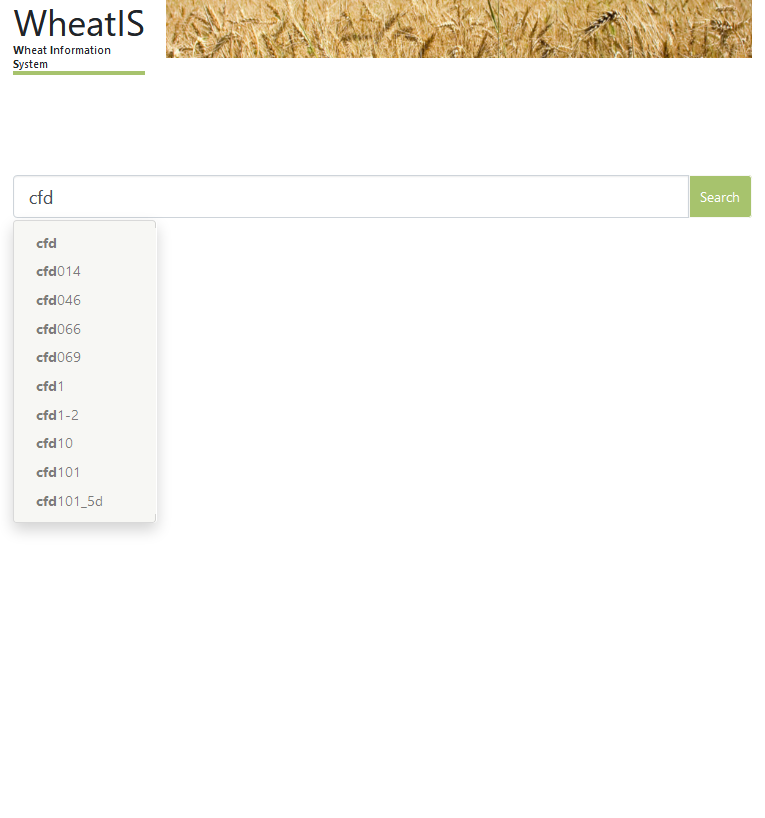 WheatIS
Wheat Information
System
cfd
Search
cfd
cfd014
cfd046
cfd066
cfd069
cfd1
cfd1-2
cfd10
cfd101
cfd101_5d